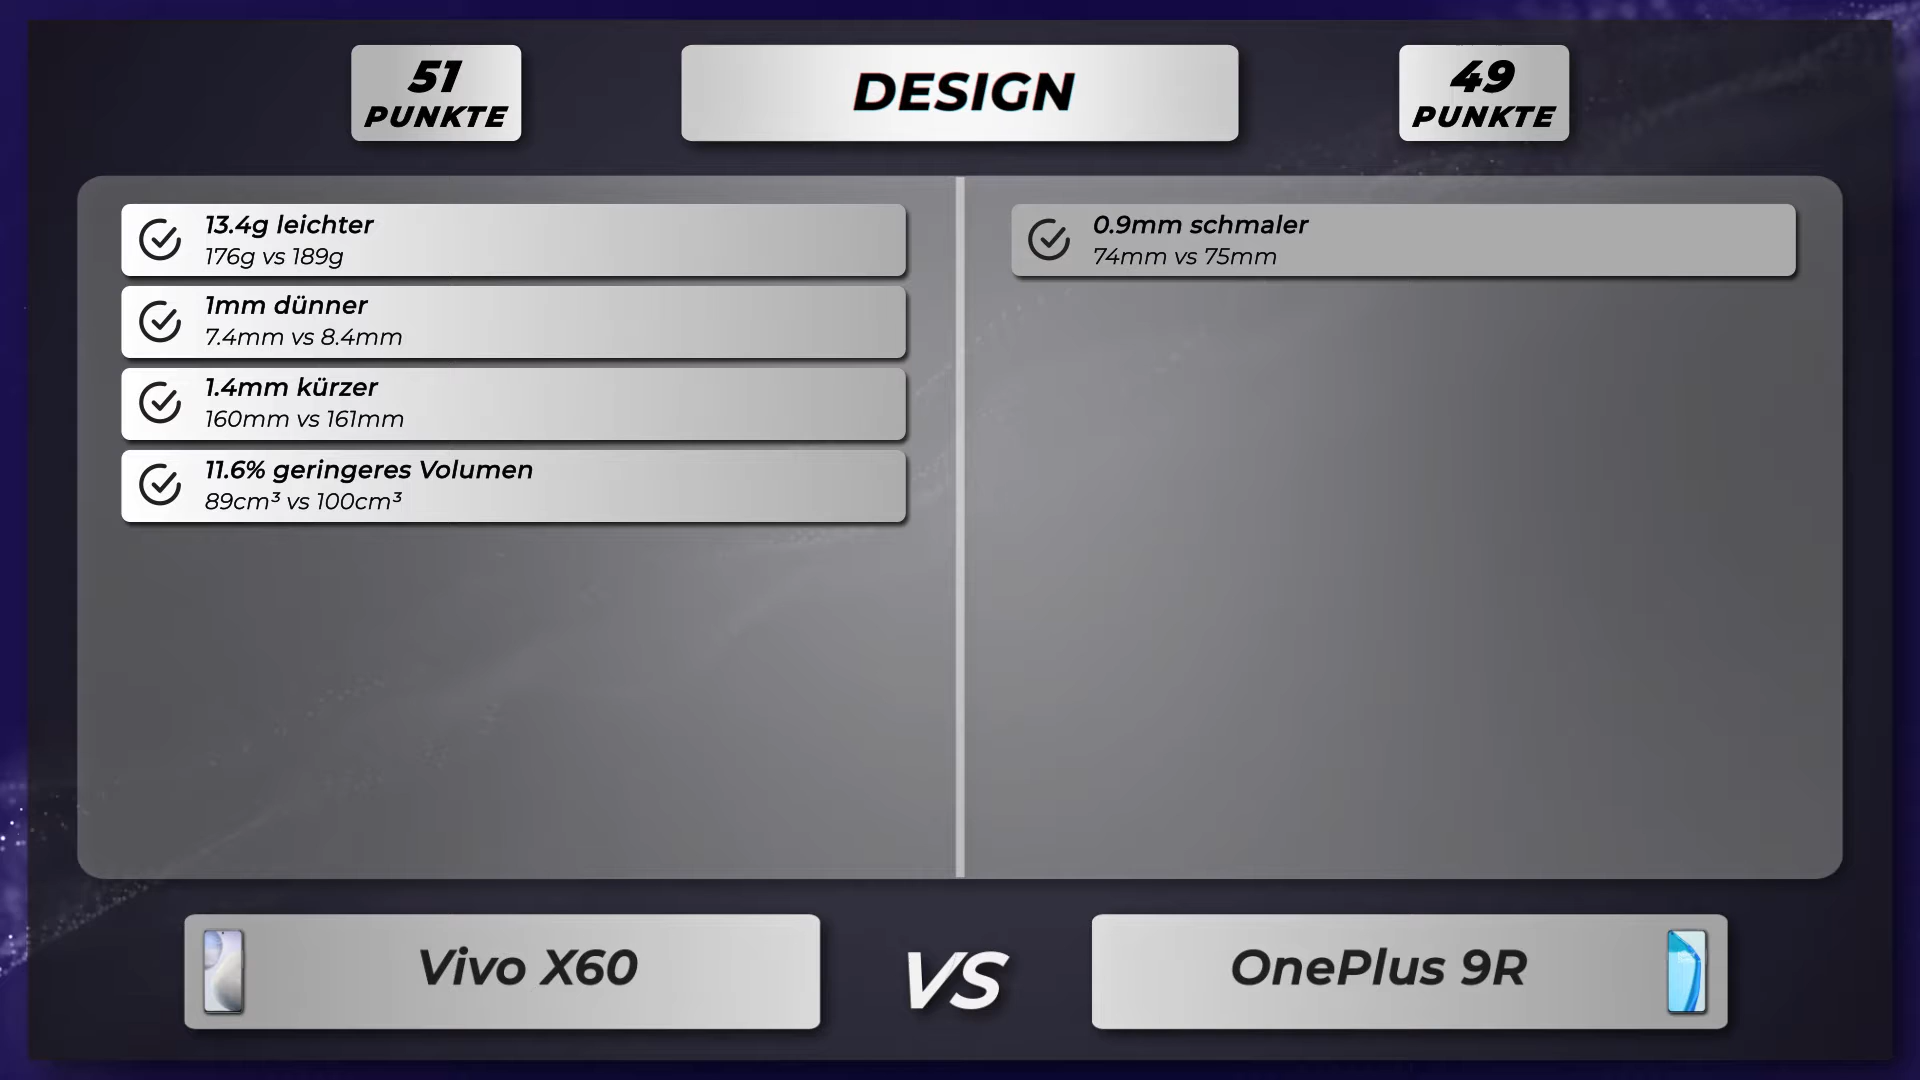 51
PUNKTE
DESIGN
49
PUNKTE
13.4g leichter
176g vs 189g
1mm dünner
7.4mm vs 8.4mm
1.4mm kürzer
160mm vs 161mm
11.6% geringeres Volumen
89cm³ vs 100cm³
0.9mm schmaler
74mm vs 75mm
Vivo X60
VS
OnePlus 9R